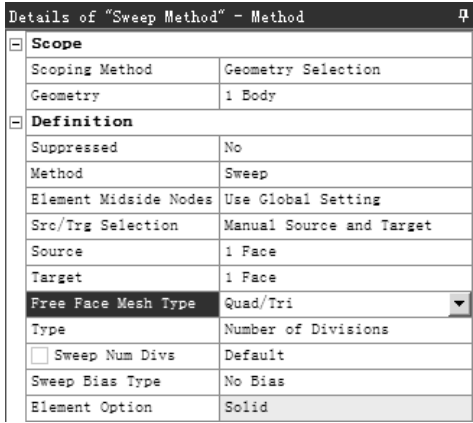 Details of "Sweep Method" - Method
Scope
Scoping Method Geometry Selection
Geometry 1 Body
Definition
Suppressed No
Method Sweep
Element Midside Nodes Use Global Setting
Src/Trg Selection Manual Source and Target
Source 1 Face
Target 1 Face
Free Face Mesh Type Quad/Tri
Type Number of Divisions
Sweep Num Divs Default
Sweep Bias Type No Bias
Element Option Solid